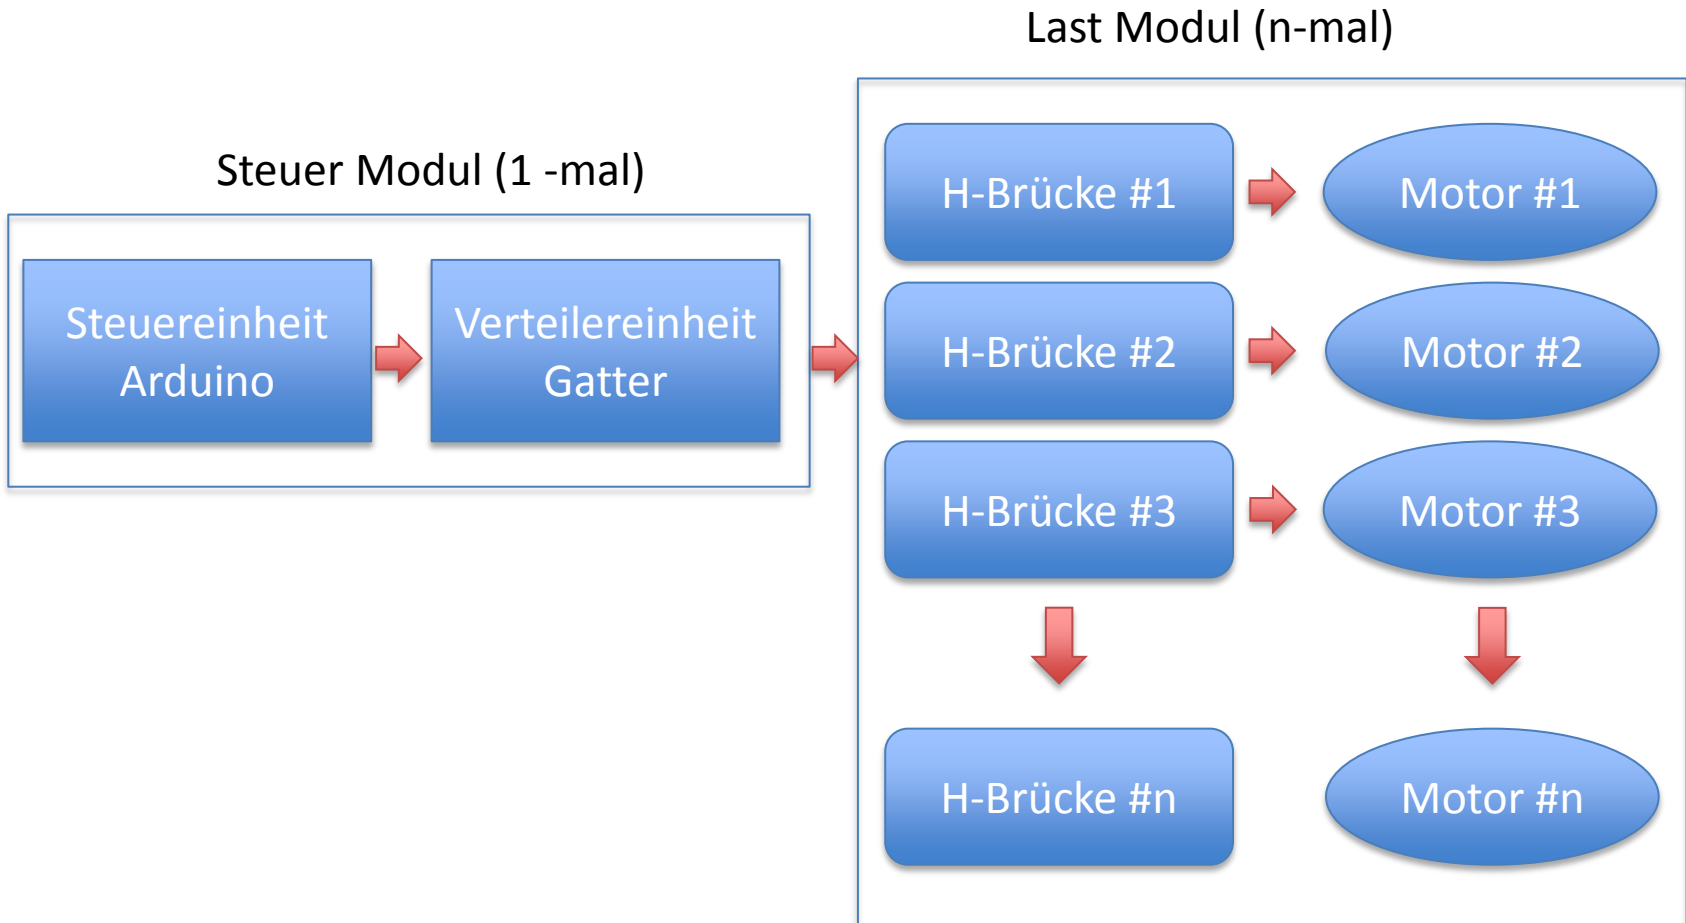 Last Modul (n-mal)
Steuer Modul (1 -mal)
Steuereinheit
Arduino
Verteilereinheit
Gatter
H-Brücke #1
Motor #1
H-Brücke #2
Motor #2
H-Brücke #3
Motor #3
H-Brücke #n
Motor #n